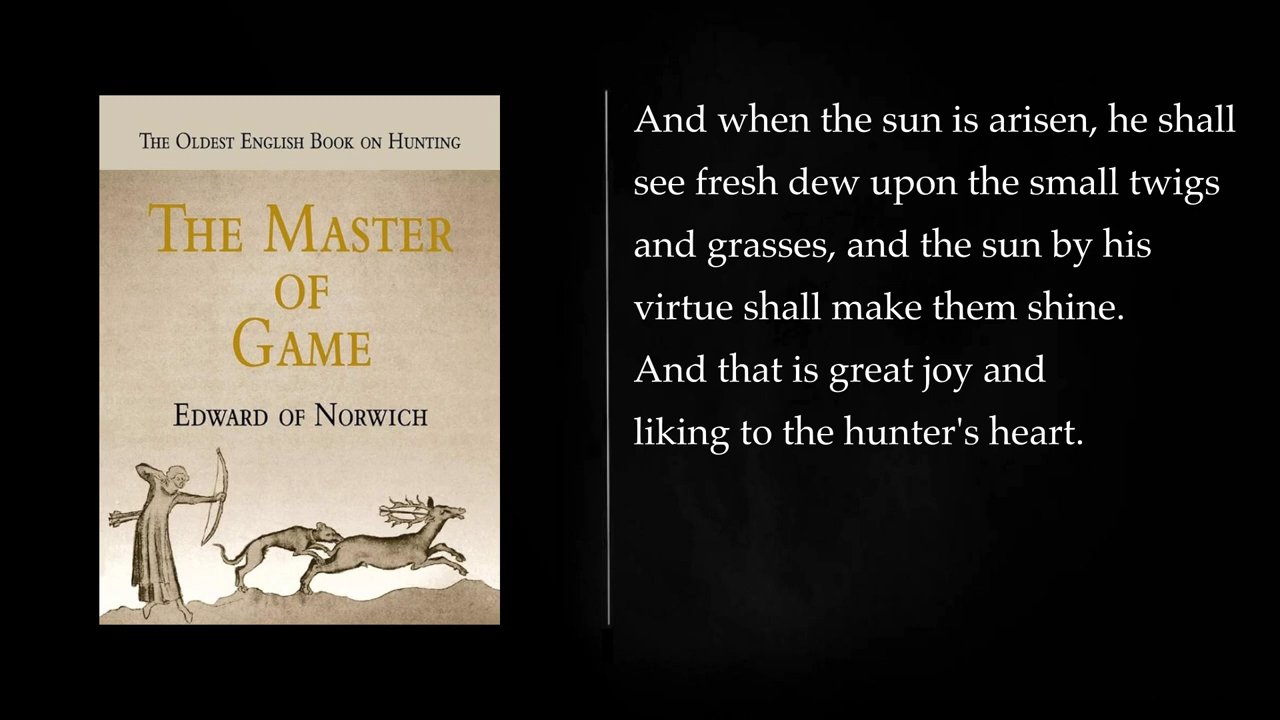 The Oldest English Book on Hunting
The Master
of
Game
Edward of Norwich
And when the sun is arisen, he shall
see fresh dew upon the small twigs
and grasses, and the sun by his
virtue shall make them shine.
And that is great joy and
liking to the hunter's heart.